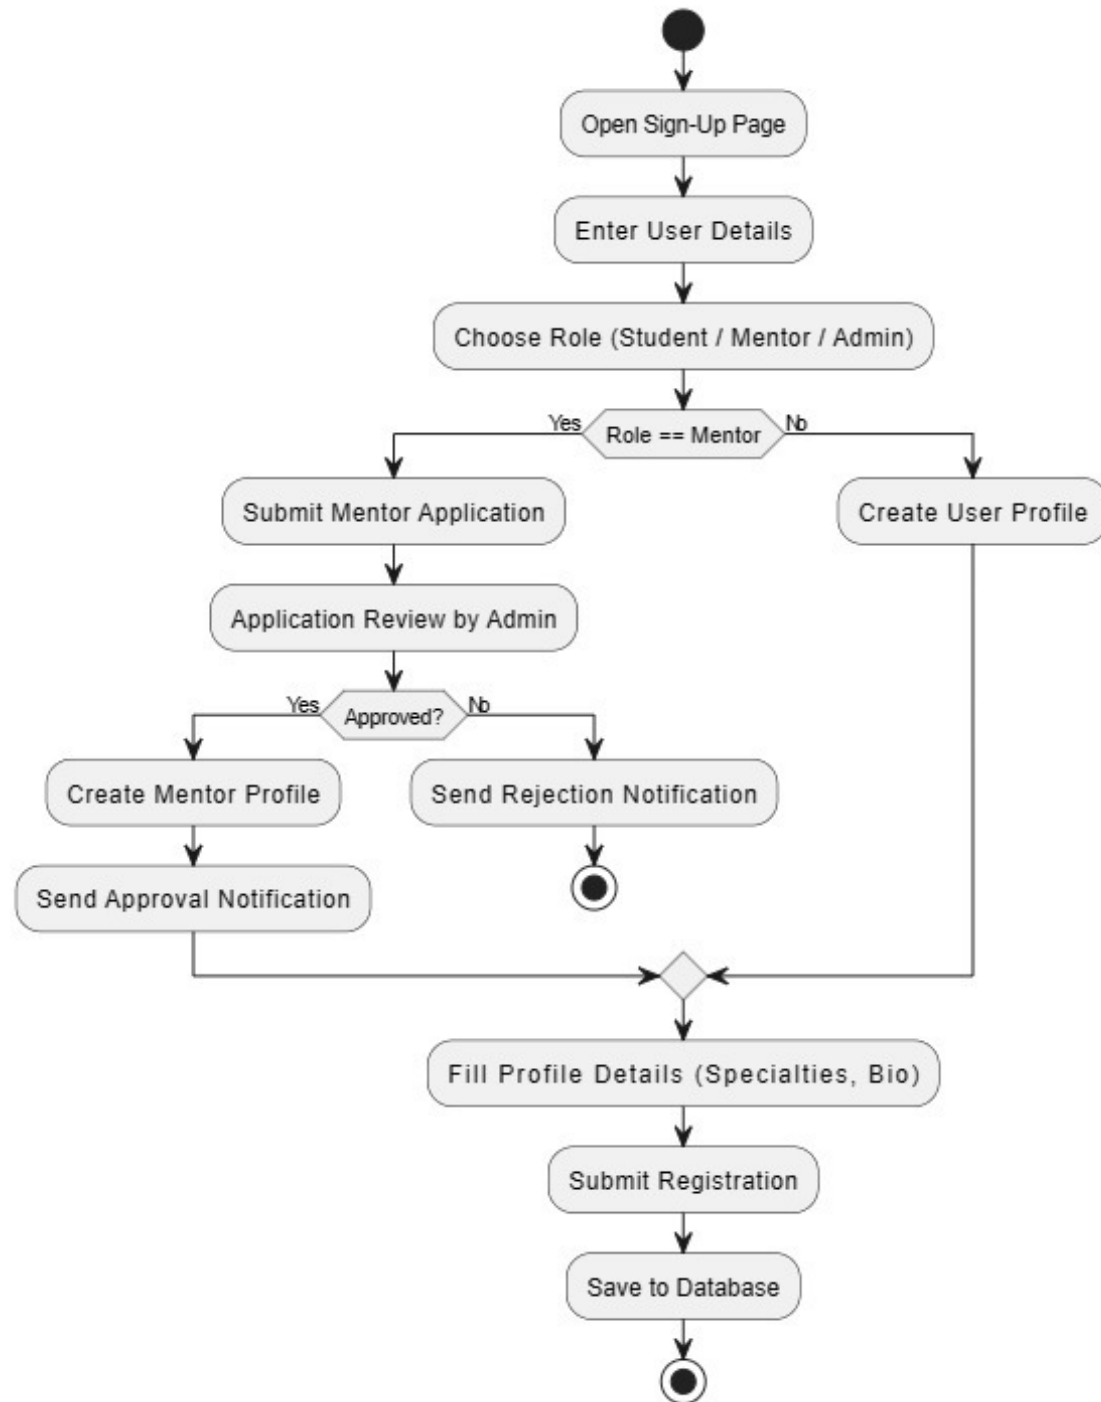 Open Sign-Up Page
Enter User Details
Choose Role (Student / Mentor / Admin)
Yes
Role == Mentor
No
Submit Mentor Application
Create User Profile
Application Review by Admin
Yes
Approved?
No
Create Mentor Profile
Send Rejection Notification
Send Approval Notification
Fill Profile Details (Specialties, Bio)
Submit Registration
Save to Database